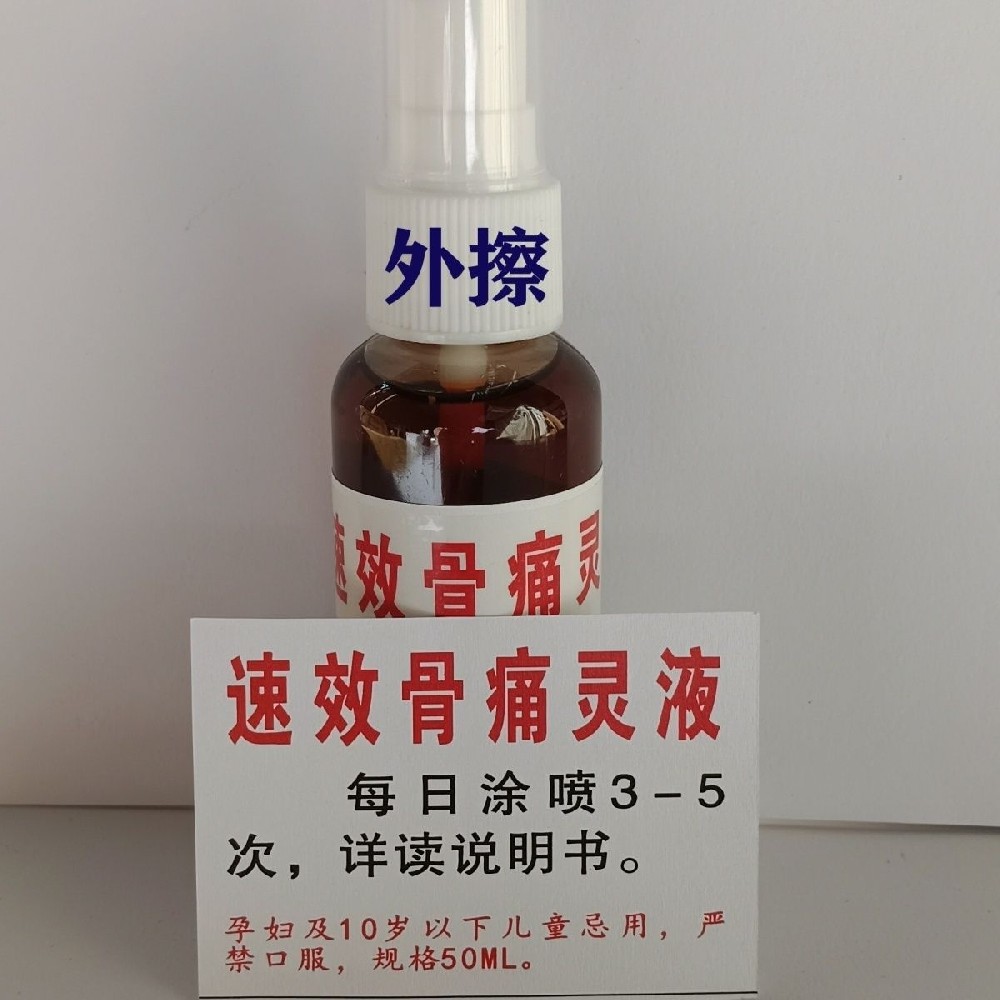 外擦
速效骨痛灵
速效骨痛灵液
每日涂喷3-5
次，详读说明书。
孕妇及10岁以下儿童忌用，严
禁口服，规格50ML。